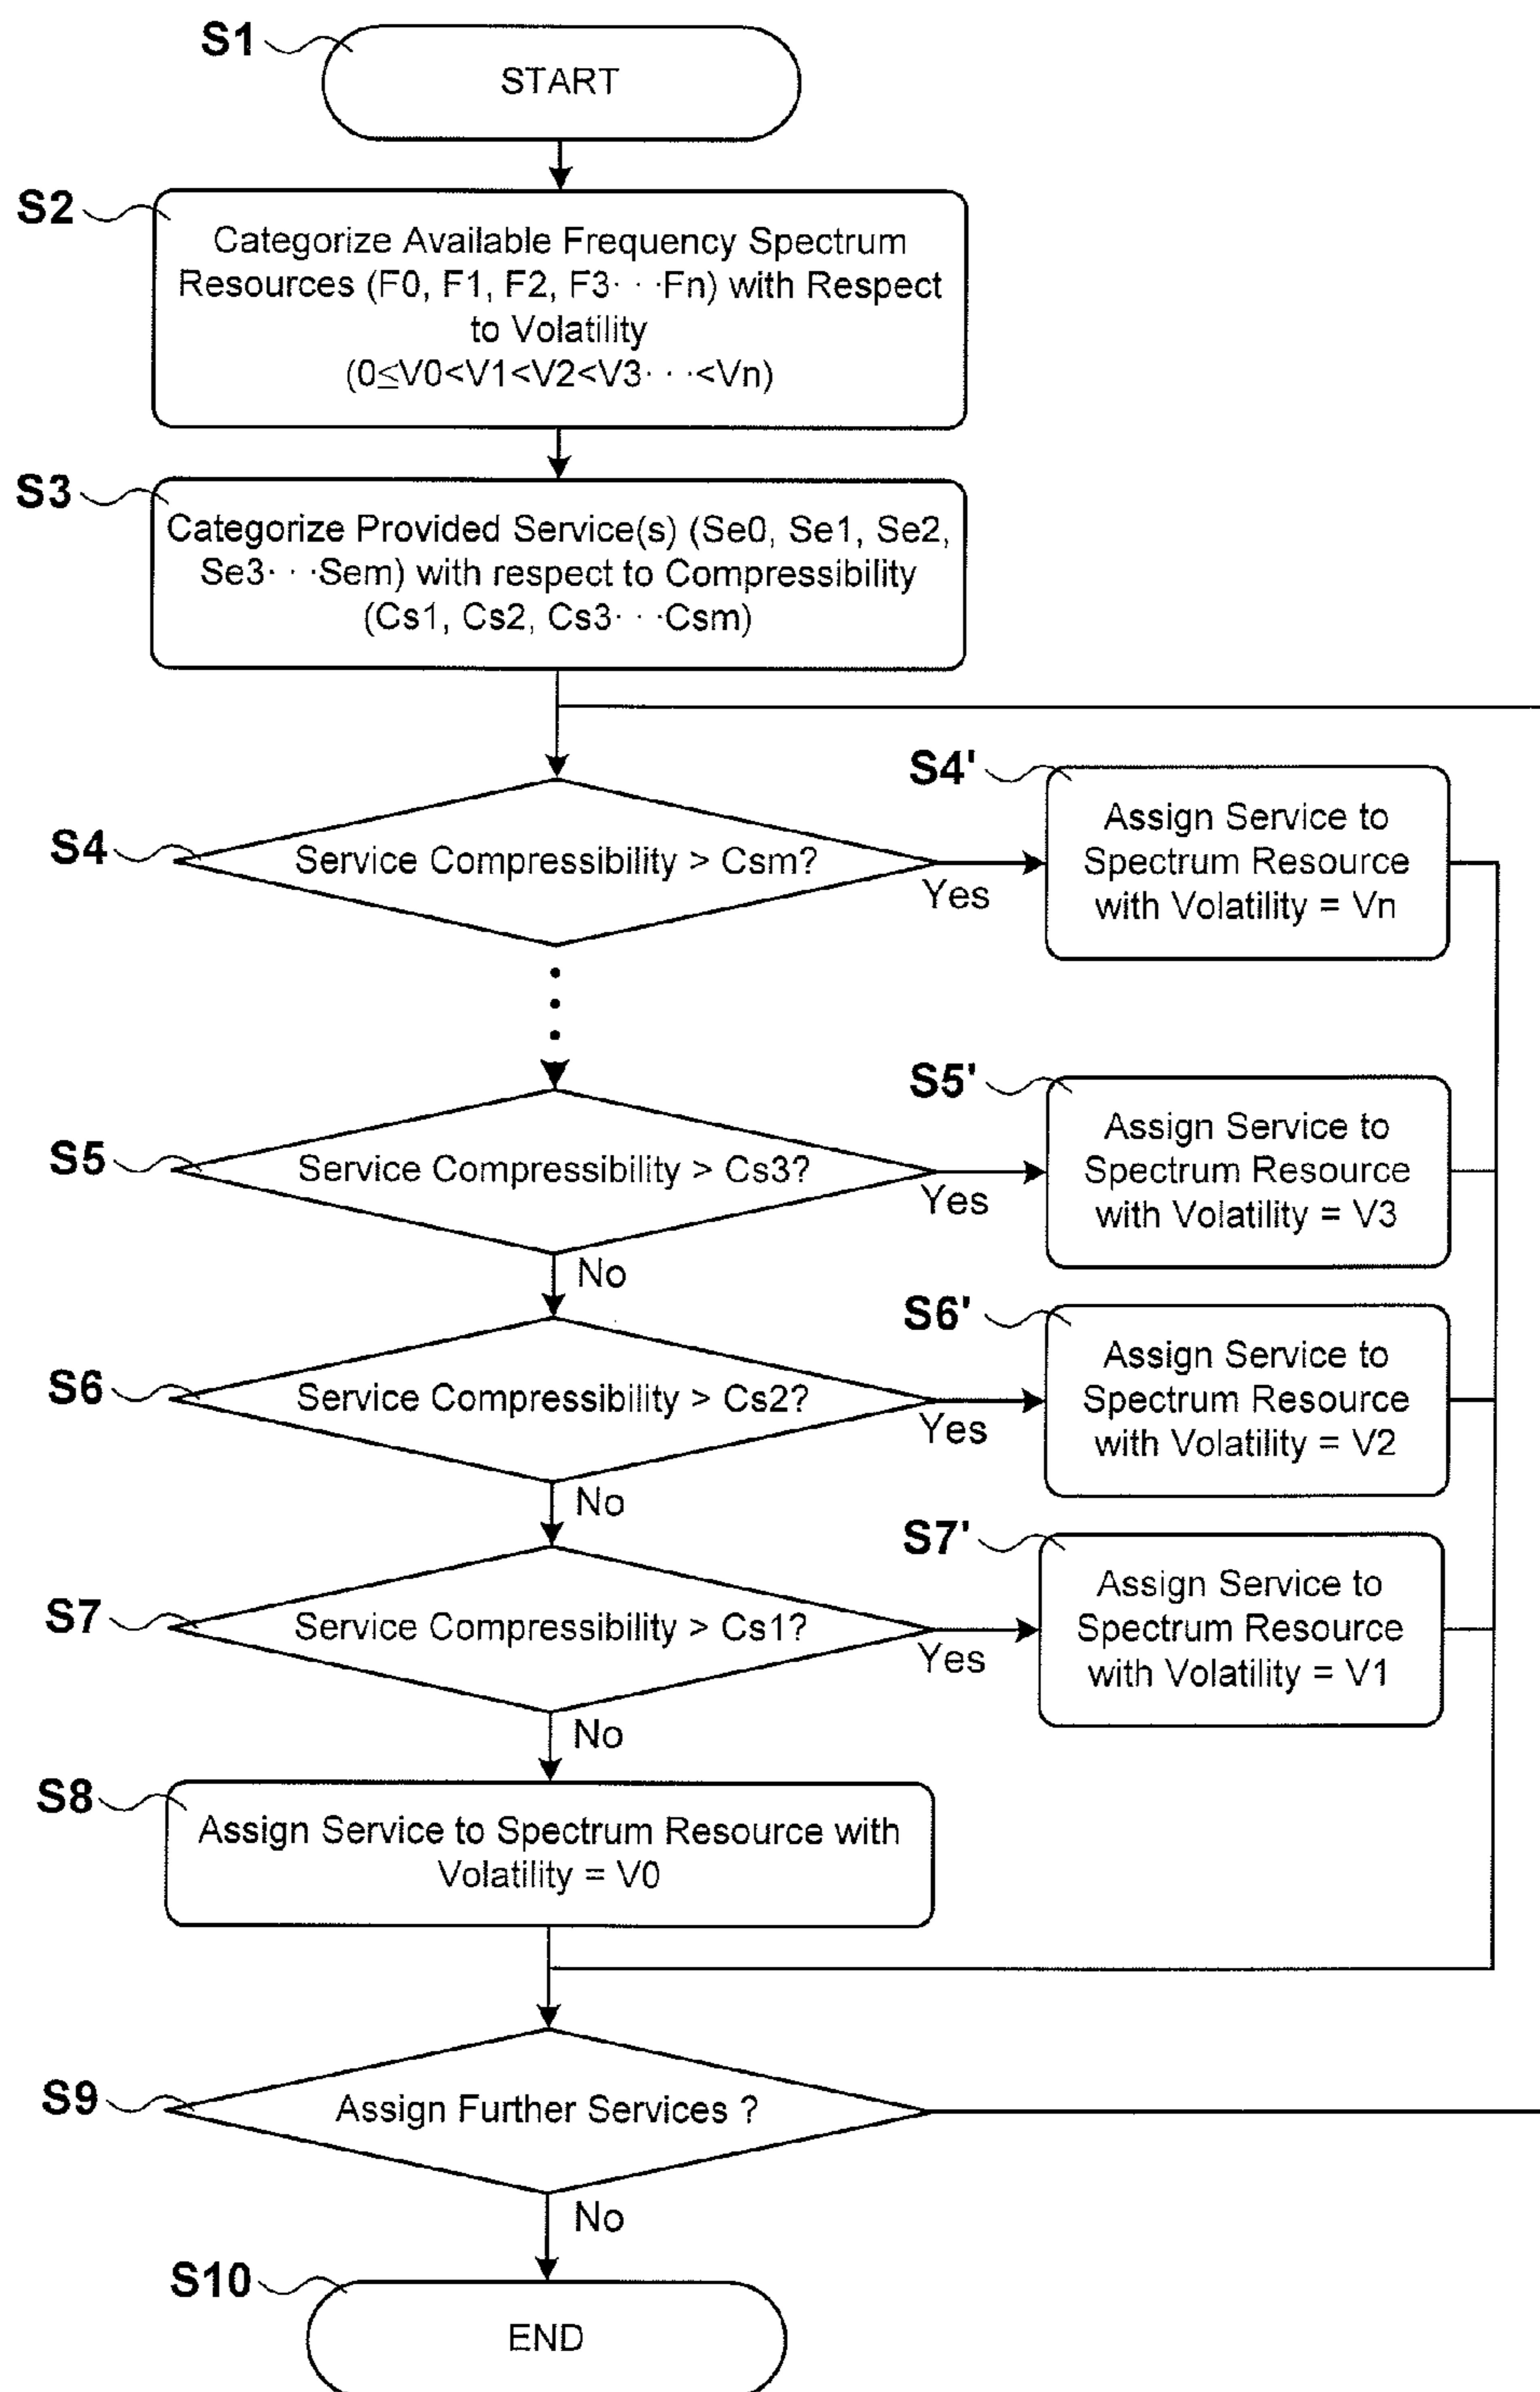 S1
START
S2
Categorize Available Frequency Spectrum
Resources (F0, F1, F2, F3· · ·Fn) with Respect
to Volatility
(0≤V0<V1<V2<V3· · ·<Vn)
S3
Categorize Provided Service(s) (Se0, Se1, Se2,
Se3· · ·Sem) with respect to Compressibility
(Cs1, Cs2, Cs3· · ·Csm)
S4
Service Compressibility > Csm?
Yes
S4'
Assign Service to
Spectrum Resource
with Volatility = Vn
S5
Service Compressibility > Cs3?
Yes
No
S5'
Assign Service to
Spectrum Resource
with Volatility = V3
S6
Service Compressibility > Cs2?
Yes
No
S6'
Assign Service to
Spectrum Resource
with Volatility = V2
S7
Service Compressibility > Cs1?
Yes
No
S7'
Assign Service to
Spectrum Resource
with Volatility = V1
S8
Assign Service to Spectrum Resource with
Volatility = V0
S9
Assign Further Services ?
No
S10
END